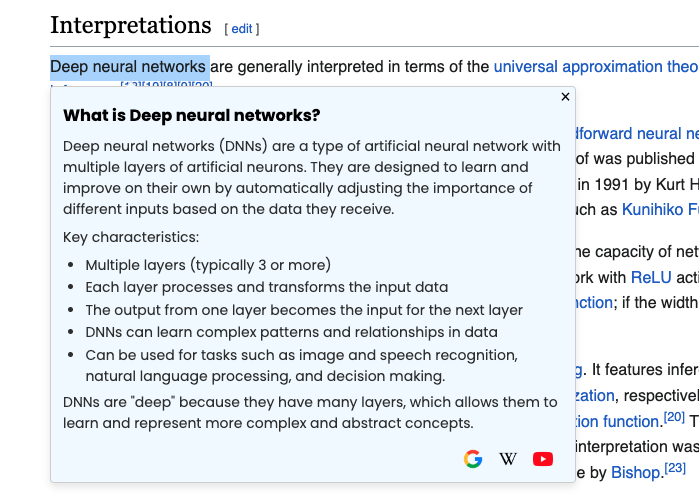 Interpretations [ edit ]
Deep neural networks are generally interpreted in terms of the universal approximation theo
What is Deep neural networks?
Deep neural networks (DNNs) are a type of artificial neural network with
multiple layers of artificial neurons. They are designed to learn and
improve on their own by automatically adjusting the importance of
different inputs based on the data they receive.
Key characteristics:
• Multiple layers (typically 3 or more)
• Each layer processes and transforms the input data
• The output from one layer becomes the input for the next layer
• DNNs can learn complex patterns and relationships in data
• Can be used for tasks such as image and speech recognition,
natural language processing, and decision making.
DNNs are "deep" because they have many layers, which allows them to
learn and represent more complex and abstract concepts.
W
dforward neural ne
of was published
in 1991 by Kurt H
uch as Kunihiko F
he capacity of net
ork with ReLU acti
nction; if the width
g. It features infer
zation, respectivel
ion function.[20] T
interpretation was
e by Bishop.[23]